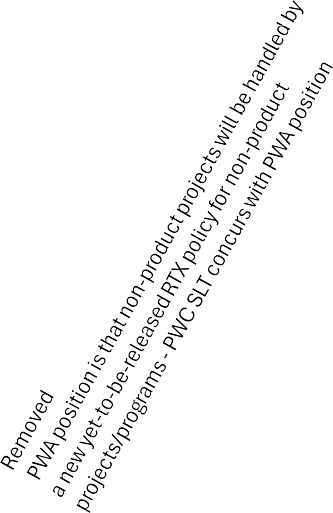 Removed
PWA position is that non-product projects will be handled by
a new yet-to-be-released RTX policy for non-product
projects/programs - PWC SLT concurs with PWA position